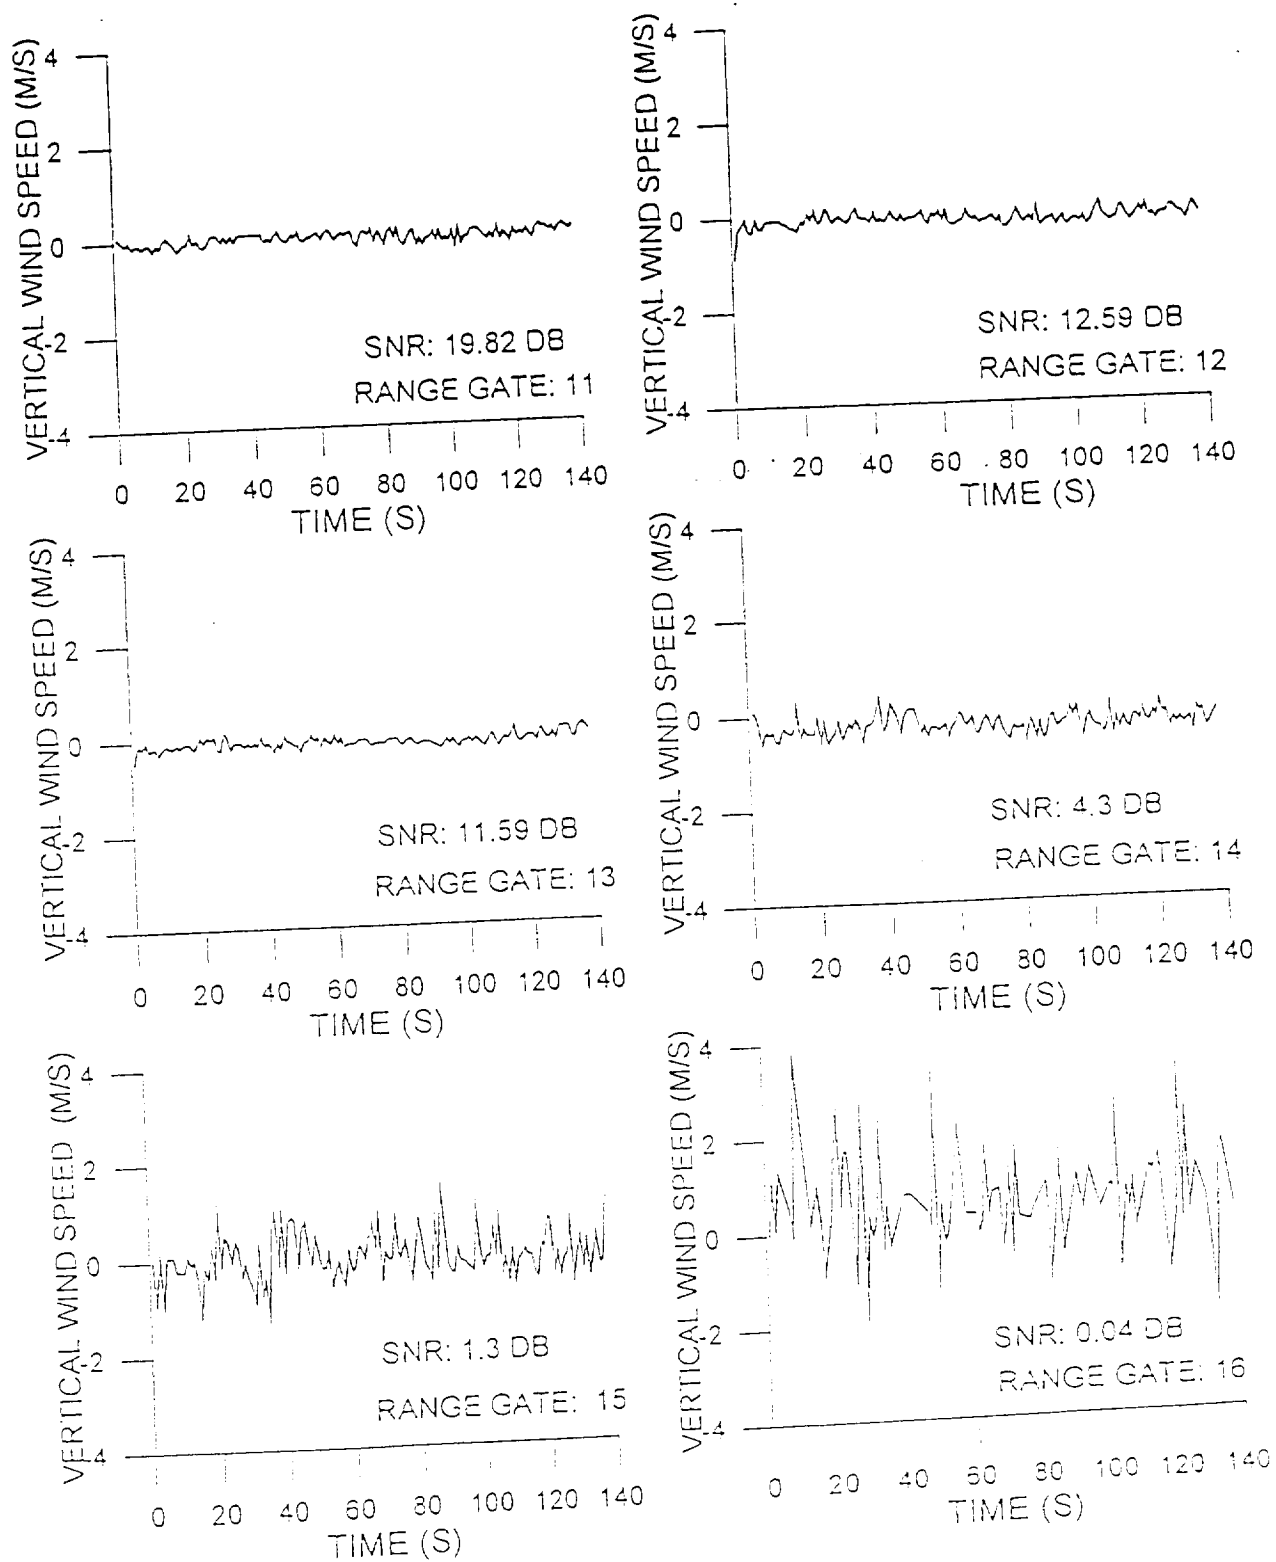 VERTICAL WIND SPEED (M/S)
4
2
0
-2
-4
SNR: 19.82 DB
RANGE GATE: 11
0 20 40 60 80 100 120 140
TIME (S)
VERTICAL WIND SPEED (M/S)
4
2
0
-2
-4
SNR: 12.59 DB
RANGE GATE: 12
0 20 40 60 80 100 120 140
TIME (S)
VERTICAL WIND SPEED (M/S)
4
2
0
-2
-4
SNR: 11.59 DB
RANGE GATE: 13
0 20 40 60 80 100 120 140
TIME (S)
VERTICAL WIND SPEED (M/S)
4
2
0
-2
-4
SNR: 4.3 DB
RANGE GATE: 14
0 20 40 60 80 100 120 140
TIME (S)
VERTICAL WIND SPEED (M/S)
4
2
0
-2
-4
SNR: 1.3 DB
RANGE GATE: 15
0 20 40 60 80 100 120 140
TIME (S)
VERTICAL WIND SPEED (M/S)
4
2
0
-2
-4
SNR: 0.04 DB
RANGE GATE: 16
0 20 40 60 80 100 120 140
TIME (S)